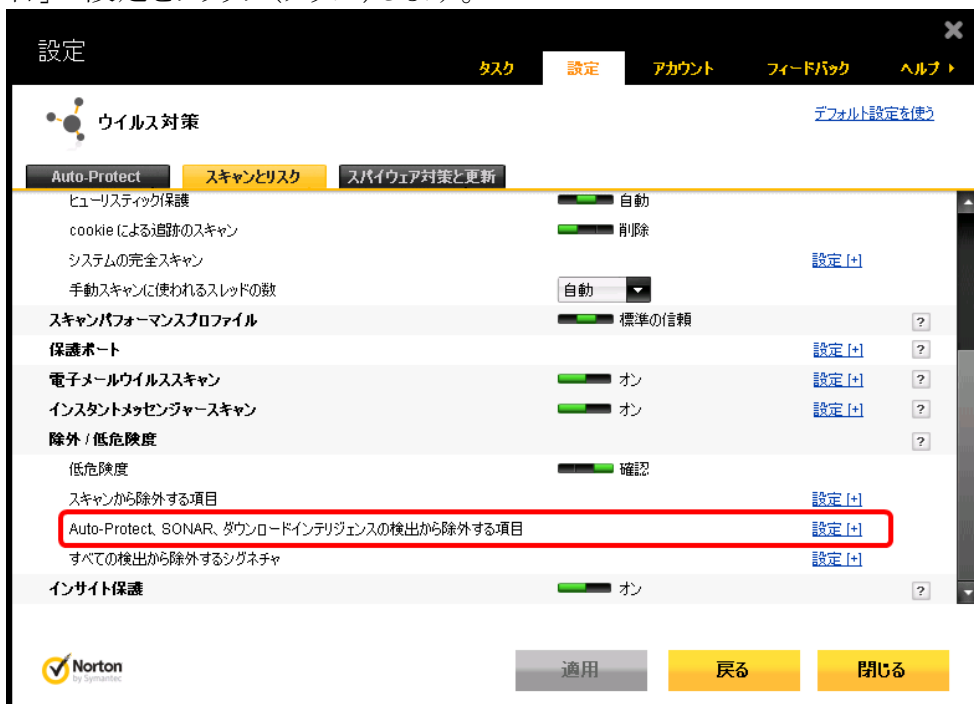 設定
タスク 設定 アカウント フィードバック ヘルプ
ウイルス対策 デフォルト設定を使う
Auto-Protect スキャンとリスク スパイウェア対策と更新
ヒューリスティック保護 自動
cookie による追跡のスキャン 削除
システムの完全スキャン 設定 [+]
手動スキャンに使われるスレッドの数 自動
スキャンパフォーマンスプロファイル 標準の信頼 ?
保護ポート 設定 [+] ?
電子メールウイルススキャン オン 設定 [+] ?
インスタントメッセンジャースキャン オン 設定 [+] ?
除外 / 低危険度 ?
低危険度 確認
スキャンから除外する項目 設定 [+]
Auto-Protect、SONAR、ダウンロードインテリジェンスの検出から除外する項目 設定 [+]
すべての検出から除外するシグネチャ 設定 [+]
インサイト保護 オン ?
Norton
by Symantec
適用 戻る 閉じる